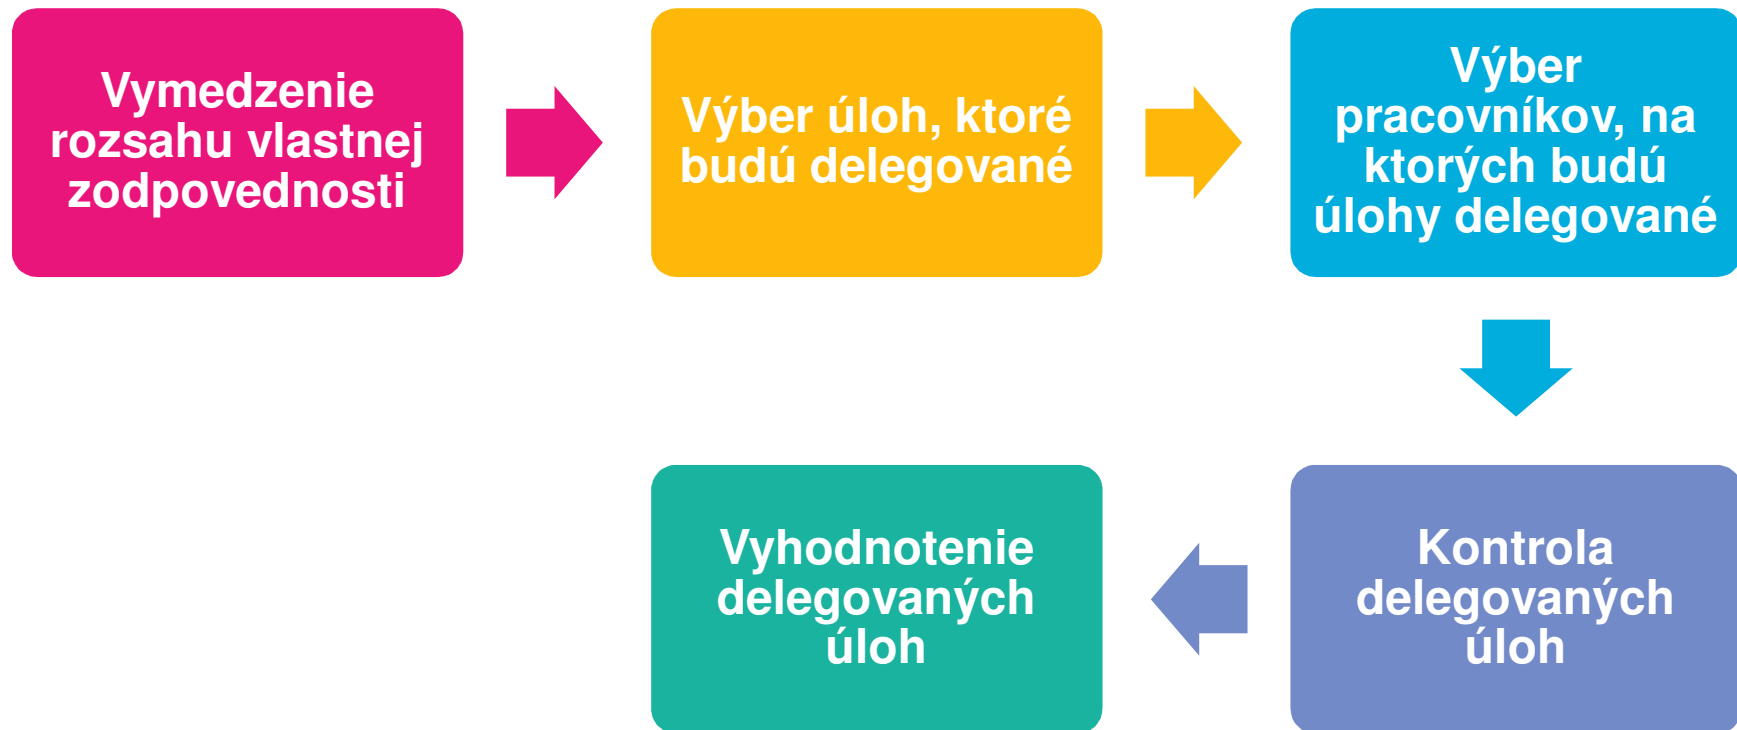 Vymedzenie
rozsahu vlastnej
zodpovednosti
Výber úloh, ktoré
budú delegované
Výber
pracovníkov, na
ktorých budú
úlohy delegované
Kontrola
delegovaných
úloh
Vyhodnotenie
delegovaných
úloh